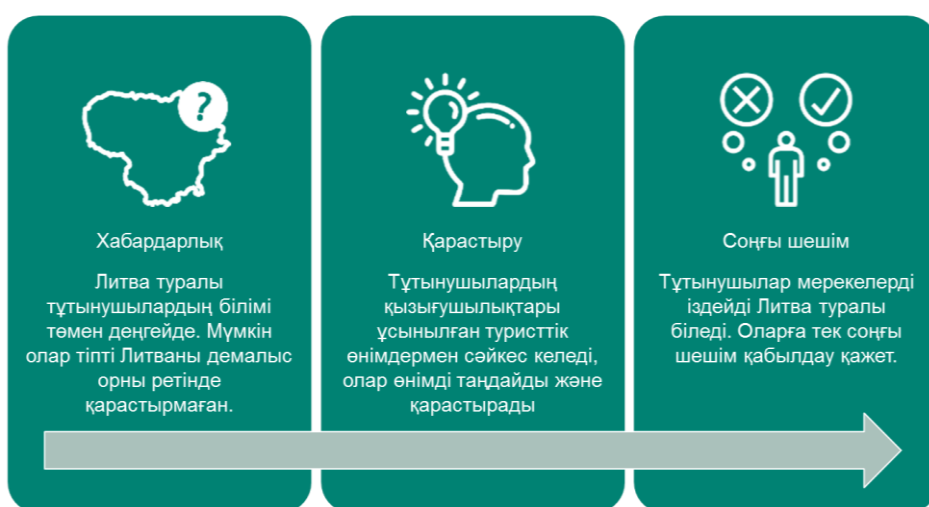 ?
Хабардарлық
Литва туралы
тұтынушылардың білімі
төмен деңгейде. Мүмкін
олар тіпті Литваны демалыс
орны ретінде
қарастырмаған.
Қарастыру
Тұтынушылардың
қызығушылықтары
ұсынылған туристтік
өнімдермен сәйкес келеді,
олар өнімді таңдайды және
қарастырады
Соңғы шешім
Тұтынушылар мерекелерді
іздейді Литва туралы
біледі. Оларға тек соңғы
шешім қабылдау қажет.